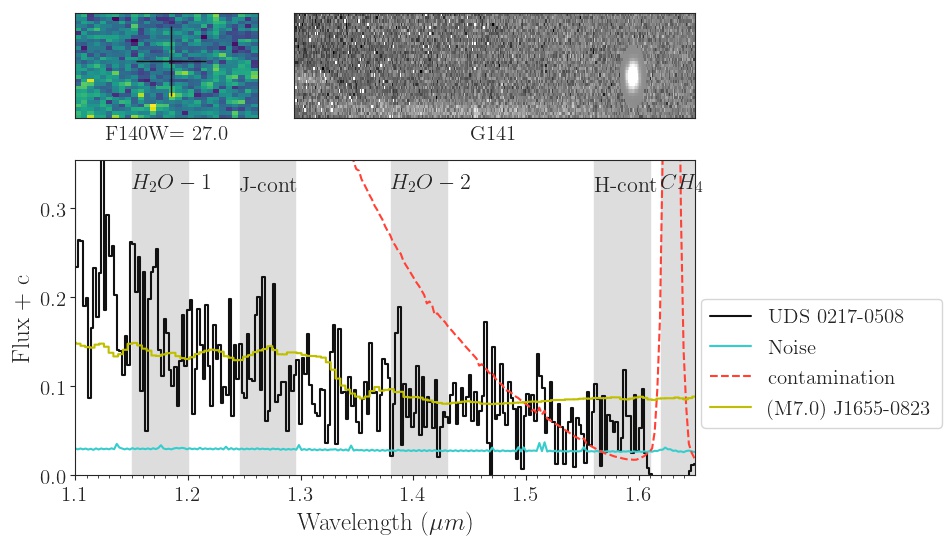 F140W= 27.0
G141
H₂O − 1
J-cont
H₂O − 2
H-cont
CH₄
0.3
0.2
0.1
0.0
Flux + c
1.1
1.2
1.3
1.4
1.5
1.6
Wavelength (μm)
UDS 0217-0508
Noise
contamination
(M7.0) J1655-0823